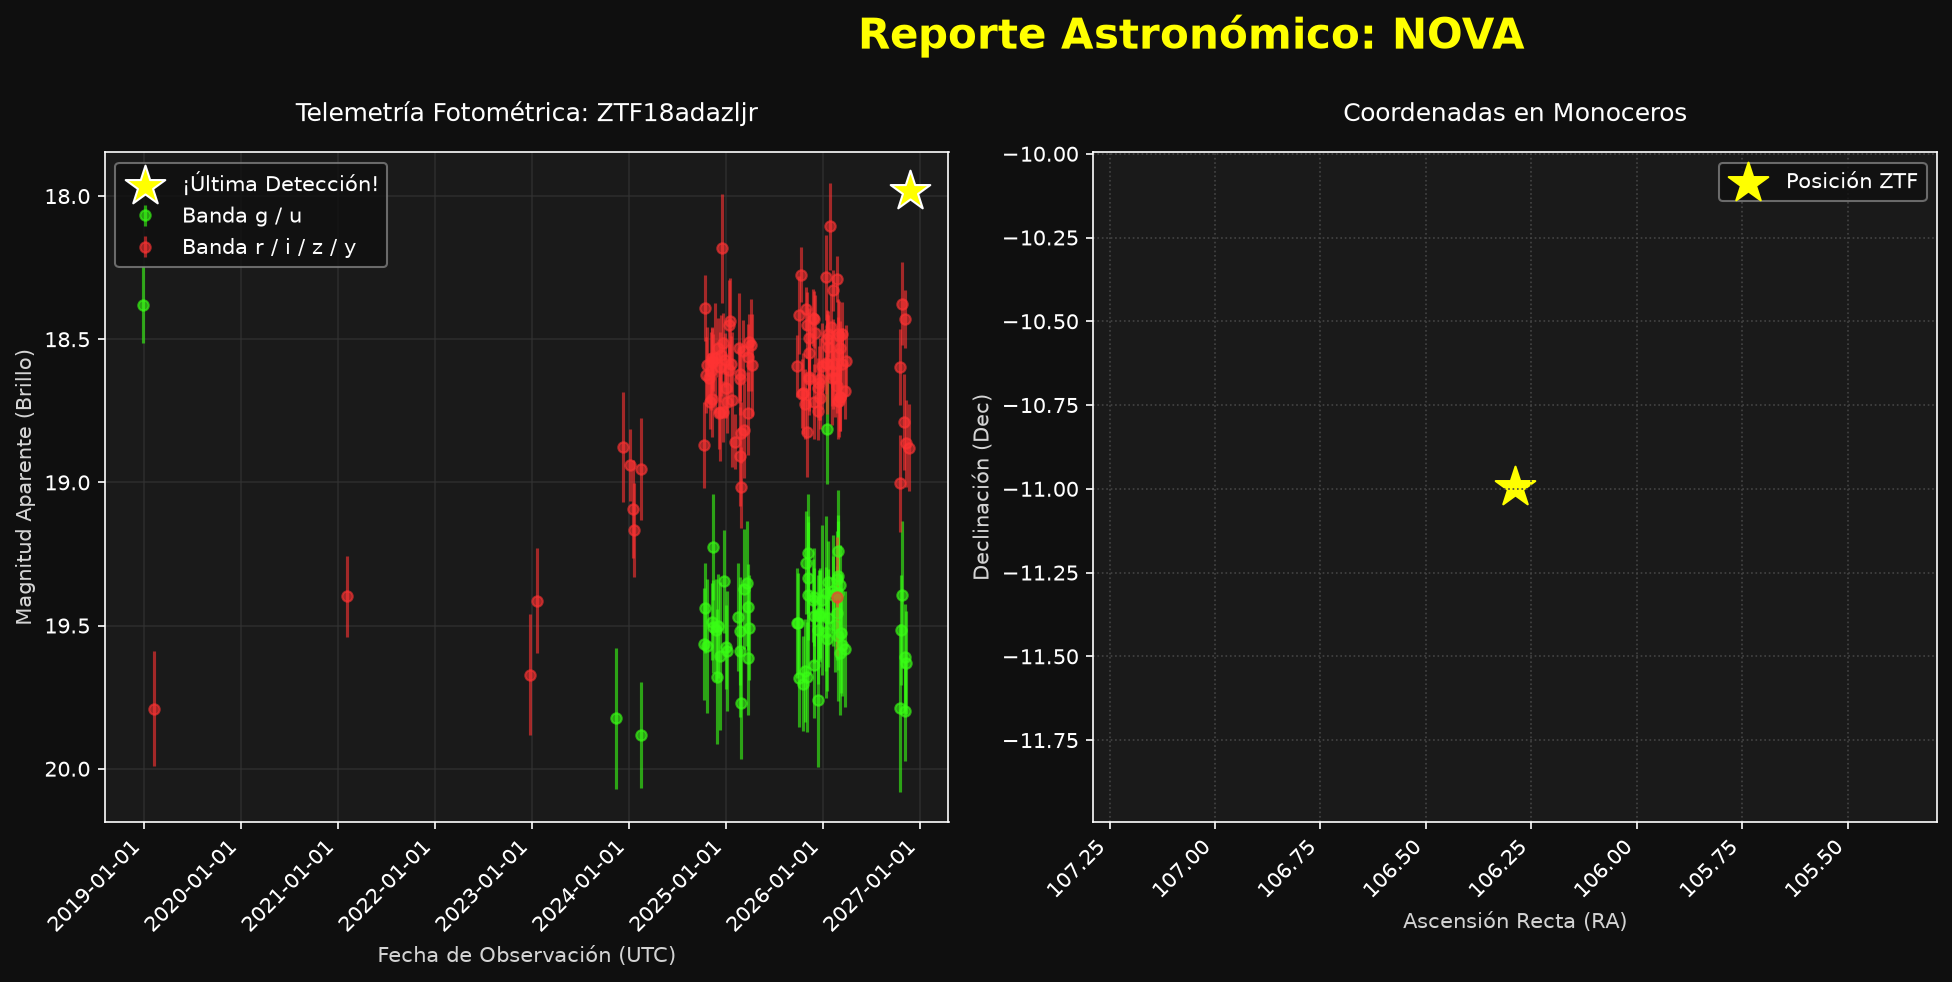 Reporte Astronómico: NOVA
Telemetría Fotométrica: ZTF18adazljr
¡Última Detección!
Banda g / u
Banda r / i / z / y
Magnitud Aparente (Brillo)
18.0
18.5
19.0
19.5
20.0
2019-01-01
2020-01-01
2021-01-01
2022-01-01
2023-01-01
2024-01-01
2025-01-01
2026-01-01
2027-01-01
Fecha de Observación (UTC)
Coordenadas en Monoceros
Posición ZTF
Declinación (Dec)
−10.00
−10.25
−10.50
−10.75
−11.00
−11.25
−11.50
−11.75
107.25
107.00
106.75
106.50
106.25
106.00
105.75
105.50
Ascensión Recta (RA)